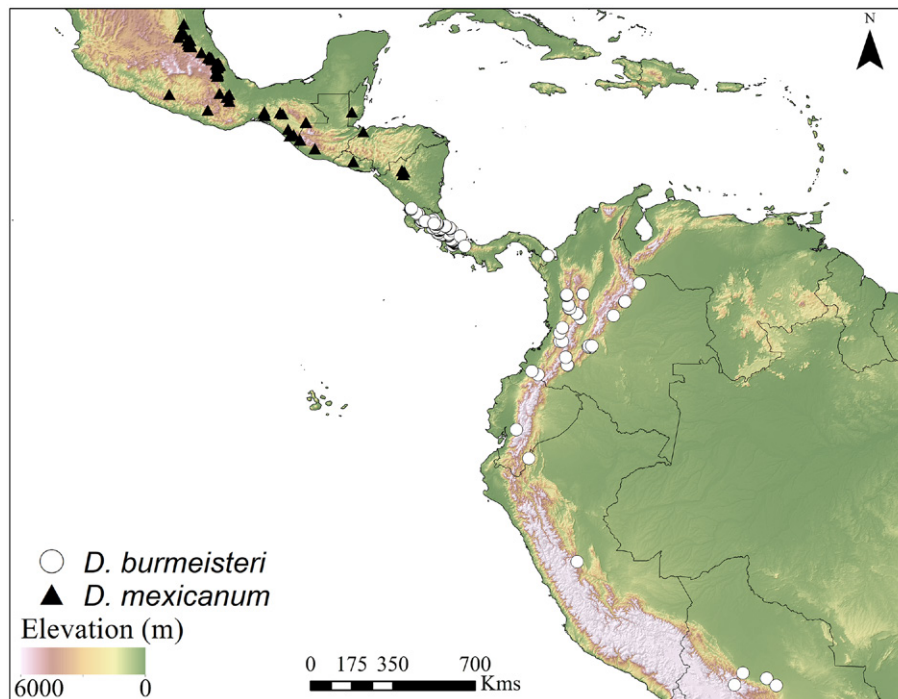 N
D. burmeisteri
D. mexicanum
Elevation (m)
6000 0
0 175 350 700
Kms